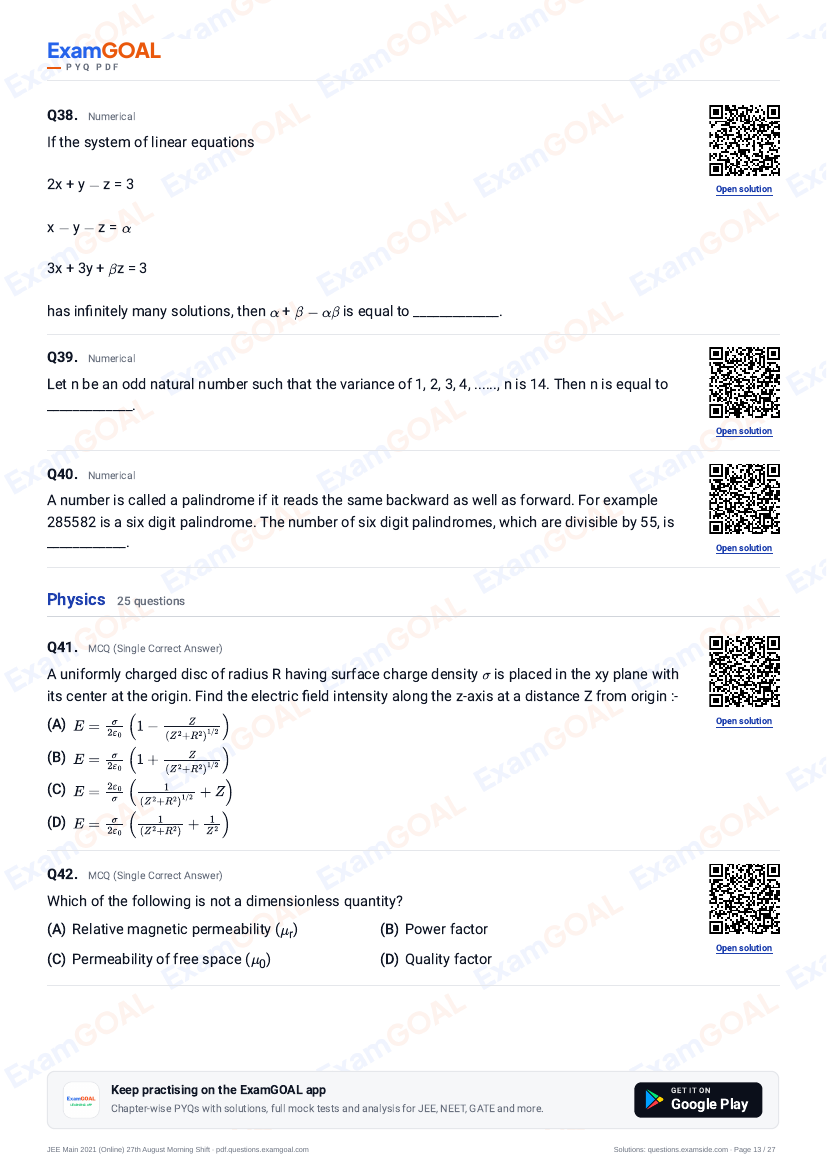 ExamGOAL
PYQ PDF
Q38. Numerical
If the system of linear equations
2x + y − z = 3
x − y − z = α
3x + 3y + βz = 3
has infinitely many solutions, then α + β − αβ is equal to ____________.
Open solution
Q39. Numerical
Let n be an odd natural number such that the variance of 1, 2, 3, 4, ......, n is 14. Then n is equal to
____________.
Open solution
Q40. Numerical
A number is called a palindrome if it reads the same backward as well as forward. For example
285582 is a six digit palindrome. The number of six digit palindromes, which are divisible by 55, is
___________.
Open solution
Physics 25 questions
Q41. MCQ (Single Correct Answer)
A uniformly charged disc of radius R having surface charge density σ is placed in the xy plane with
its center at the origin. Find the electric field intensity along the z-axis at a distance Z from origin :-
(A) E = σ/2ε₀ (1 − Z/(Z²+R²)^{1/2})
(B) E = σ/2ε₀ (1 + Z/(Z²+R²)^{1/2})
(C) E = 2ε₀/σ (1/(Z²+R²)^{1/2} + Z)
(D) E = σ/2ε₀ (1/(Z²+R²) + 1/Z²)
Open solution
Q42. MCQ (Single Correct Answer)
Which of the following is not a dimensionless quantity?
(A) Relative magnetic permeability (μr) (B) Power factor
(C) Permeability of free space (μ0) (D) Quality factor
Open solution
Keep practising on the ExamGOAL app
Chapter-wise PYQs with solutions, full mock tests and analysis for JEE, NEET, GATE and more.
GET IT ON
Google Play
JEE Main 2021 (Online) 27th August Morning Shift · pdf.questions.examgoal.com
Solutions: questions.examside.com · Page 13 / 27